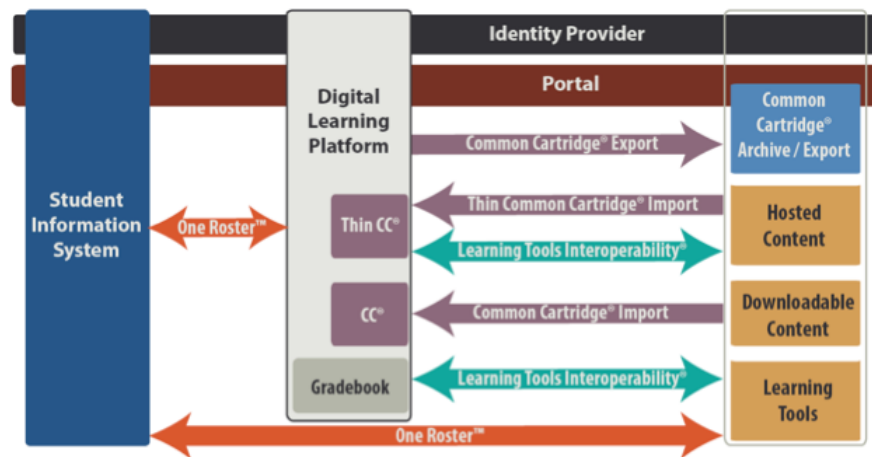 Identity Provider
Portal
Student
Information
System
One Roster™
Digital
Learning
Platform
Thin CC®
CC®
Gradebook
Common Cartridge® Export
Thin Common Cartridge® Import
Learning Tools Interoperability®
Common Cartridge® Import
Learning Tools Interoperability®
One Roster™
Common
Cartridge®
Archive / Export
Hosted
Content
Downloadable
Content
Learning
Tools